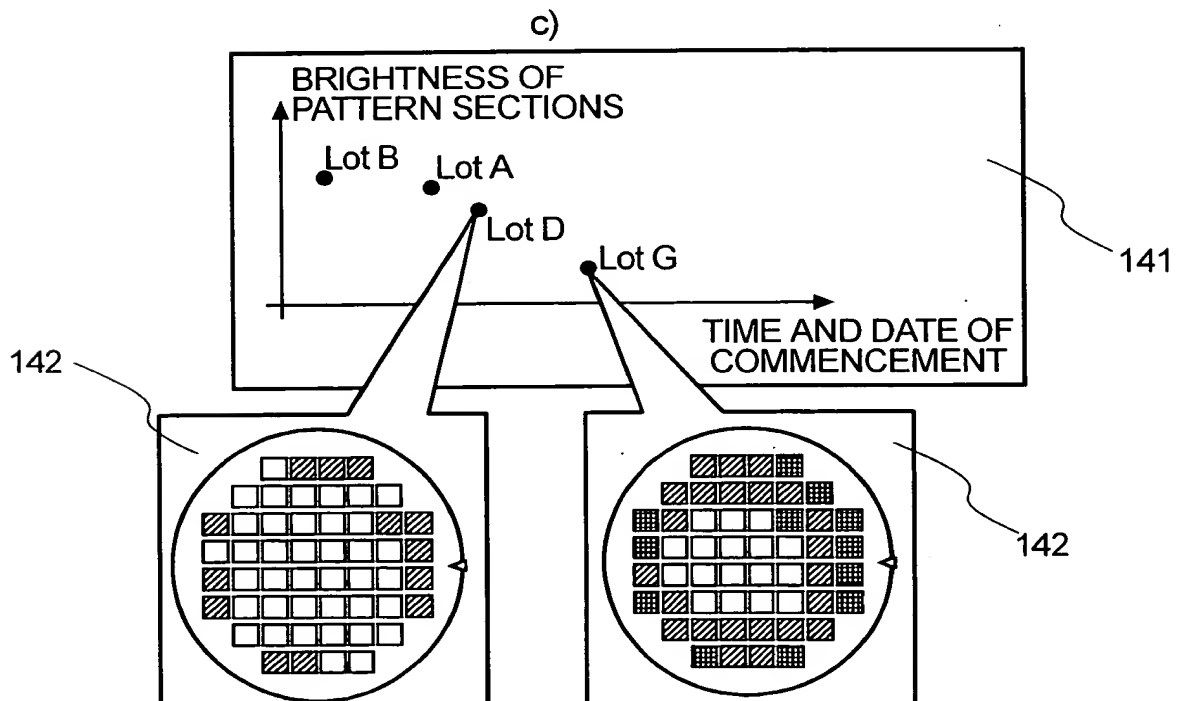 c)
BRIGHTNESS OF
PATTERN SECTIONS
Lot B
Lot A
Lot D
Lot G
141
TIME AND DATE OF
COMMENCEMENT
142
142